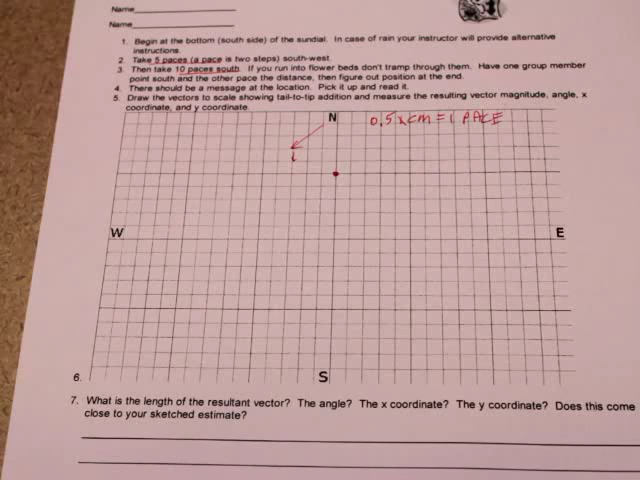 Name
Name
1. Begin at the bottom (south side) of the sundial. In case of rain your instructor will provide alternative
instructions.
2. Take 5 paces (a pace is two steps) south-west.
3. Then take 10 paces south. If you run into flower beds don't tramp through them. Have one group member
point south and the other pace the distance, then figure out position at the end.
4. There should be a message at the location. Pick it up and read it.
5. Draw the vectors to scale showing tail-to-tip addition and measure the resulting vector magnitude, angle, x
coordinate, and y coordinate.
N 0.5 cm = 1 PACE
W E
6. S
7. What is the length of the resultant vector? The angle? The x coordinate? The y coordinate? Does this come
close to your sketched estimate?